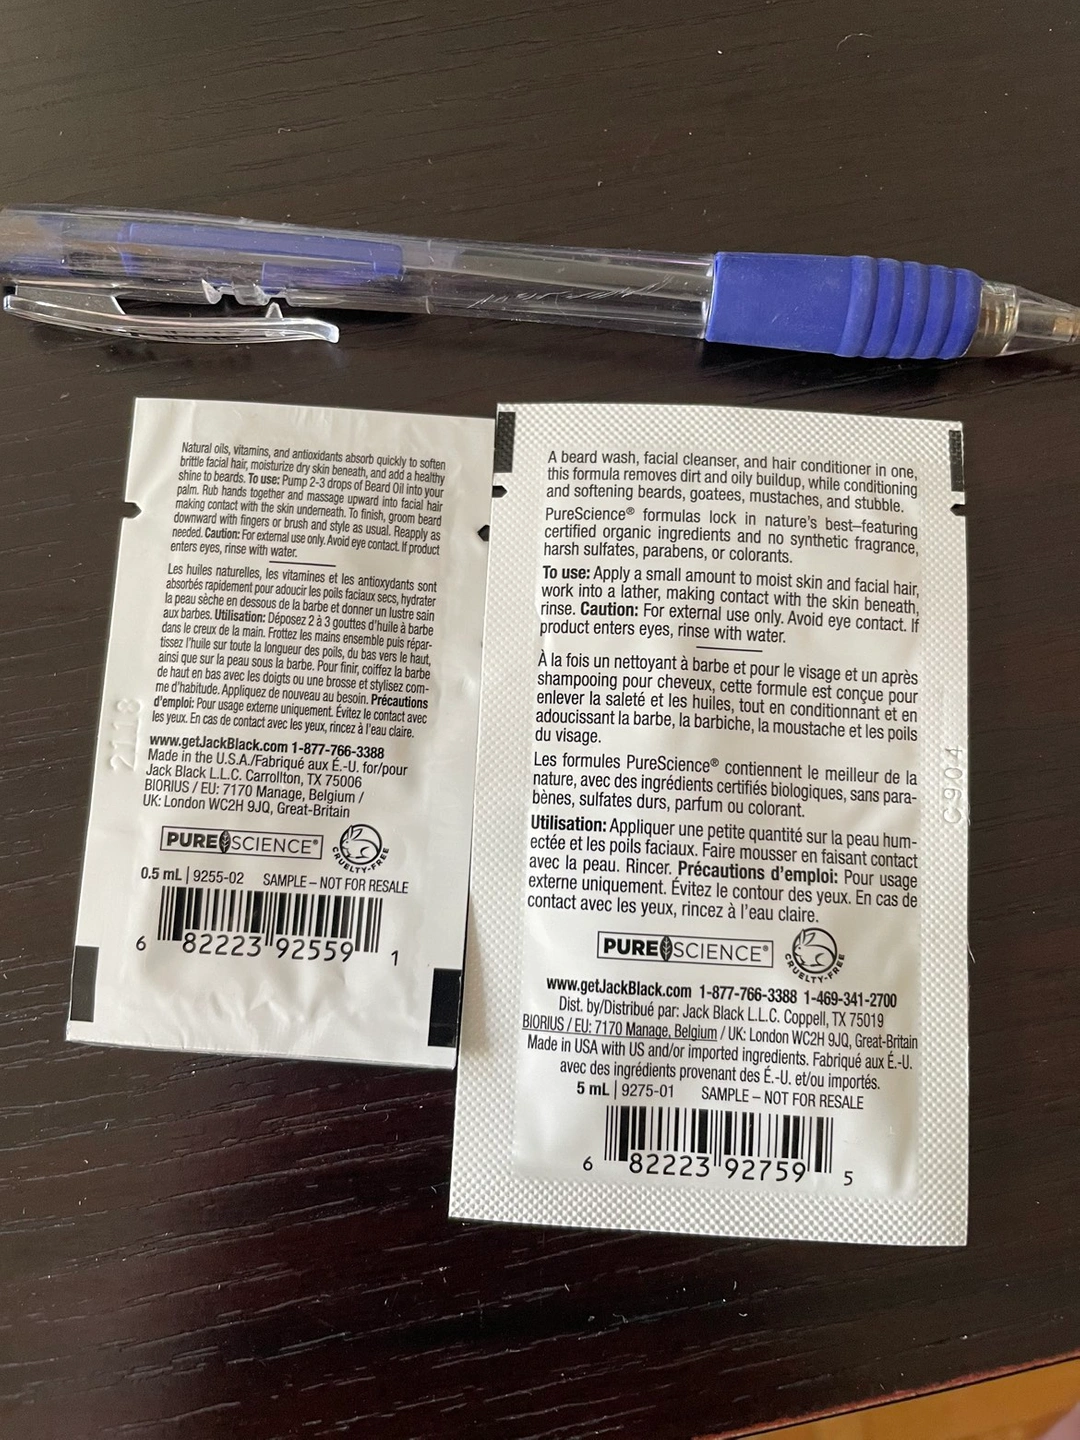 Natural oils, vitamins, and antioxidants absorb quickly to soften
brittle facial hair, moisturize dry skin beneath, and add a healthy
shine to beards. To use: Pump 2-3 drops of Beard Oil into your
palm. Rub hands together and massage upward into facial hair
making contact with the skin underneath. To finish, groom beard
downward with fingers or brush and style as usual. Reapply as
needed. Caution: For external use only. Avoid eye contact. If product
enters eyes, rinse with water.
Les huiles naturelles, les vitamines et les antioxydants sont
absorbés rapidement pour adoucir les poils faciaux secs, hydrater
la peau sèche en dessous de la barbe et donner un lustre sain
aux barbes. Utilisation: Déposez 2 à 3 gouttes d'huile à barbe
dans le creux de la main. Frottez les mains ensemble puis répar-
tissez l'huile sur toute la longueur des poils, du bas vers le haut,
ainsi que sur la peau sous la barbe. Pour finir, coiffez la barbe
de haut en bas avec les doigts ou une brosse et stylisez com-
me d'habitude. Appliquez de nouveau au besoin. Précautions
d'emploi: Pour usage externe uniquement. Évitez le contact avec
les yeux. En cas de contact avec les yeux, rincez à l'eau claire.
2118
www.getJackBlack.com 1-877-766-3388
Made in the U.S.A./Fabriqué aux É.-U. for/pour
Jack Black L.L.C. Carrollton, TX 75006
BIORIUS / EU: 7170 Manage, Belgium /
UK: London WC2H 9JQ, Great-Britain
PURE SCIENCE®
CRUELTY-FREE
0.5 mL | 9255-02 SAMPLE – NOT FOR RESALE
6 82223 92559 1
A beard wash, facial cleanser, and hair conditioner in one,
this formula removes dirt and oily buildup, while conditioning
and softening beards, goatees, mustaches, and stubble.
PureScience® formulas lock in nature's best–featuring
certified organic ingredients and no synthetic fragrance,
harsh sulfates, parabens, or colorants.
To use: Apply a small amount to moist skin and facial hair,
work into a lather, making contact with the skin beneath,
rinse. Caution: For external use only. Avoid eye contact. If
product enters eyes, rinse with water.
À la fois un nettoyant à barbe et pour le visage et un après
shampooing pour cheveux, cette formule est conçue pour
enlever la saleté et les huiles, tout en conditionnant et en
adoucissant la barbe, la barbiche, la moustache et les poils
du visage.
Les formules PureScience® contiennent le meilleur de la
nature, avec des ingrédients certifiés biologiques, sans para-
bènes, sulfates durs, parfum ou colorant.
Utilisation: Appliquer une petite quantité sur la peau hum-
ectée et les poils faciaux. Faire mousser en faisant contact
avec la peau. Rincer. Précautions d'emploi: Pour usage
externe uniquement. Évitez le contour des yeux. En cas de
contact avec les yeux, rincez à l'eau claire.
C904
PURE SCIENCE®
CRUELTY-FREE
www.getJackBlack.com 1-877-766-3388 1-469-341-2700
Dist. by/Distribué par: Jack Black L.L.C. Coppell, TX 75019
BIORIUS / EU: 7170 Manage, Belgium / UK: London WC2H 9JQ, Great-Britain
Made in USA with US and/or imported ingredients. Fabriqué aux É.-U.
avec des ingrédients provenant des É.-U. et/ou importés.
5 mL | 9275-01 SAMPLE – NOT FOR RESALE
6 82223 92759 5